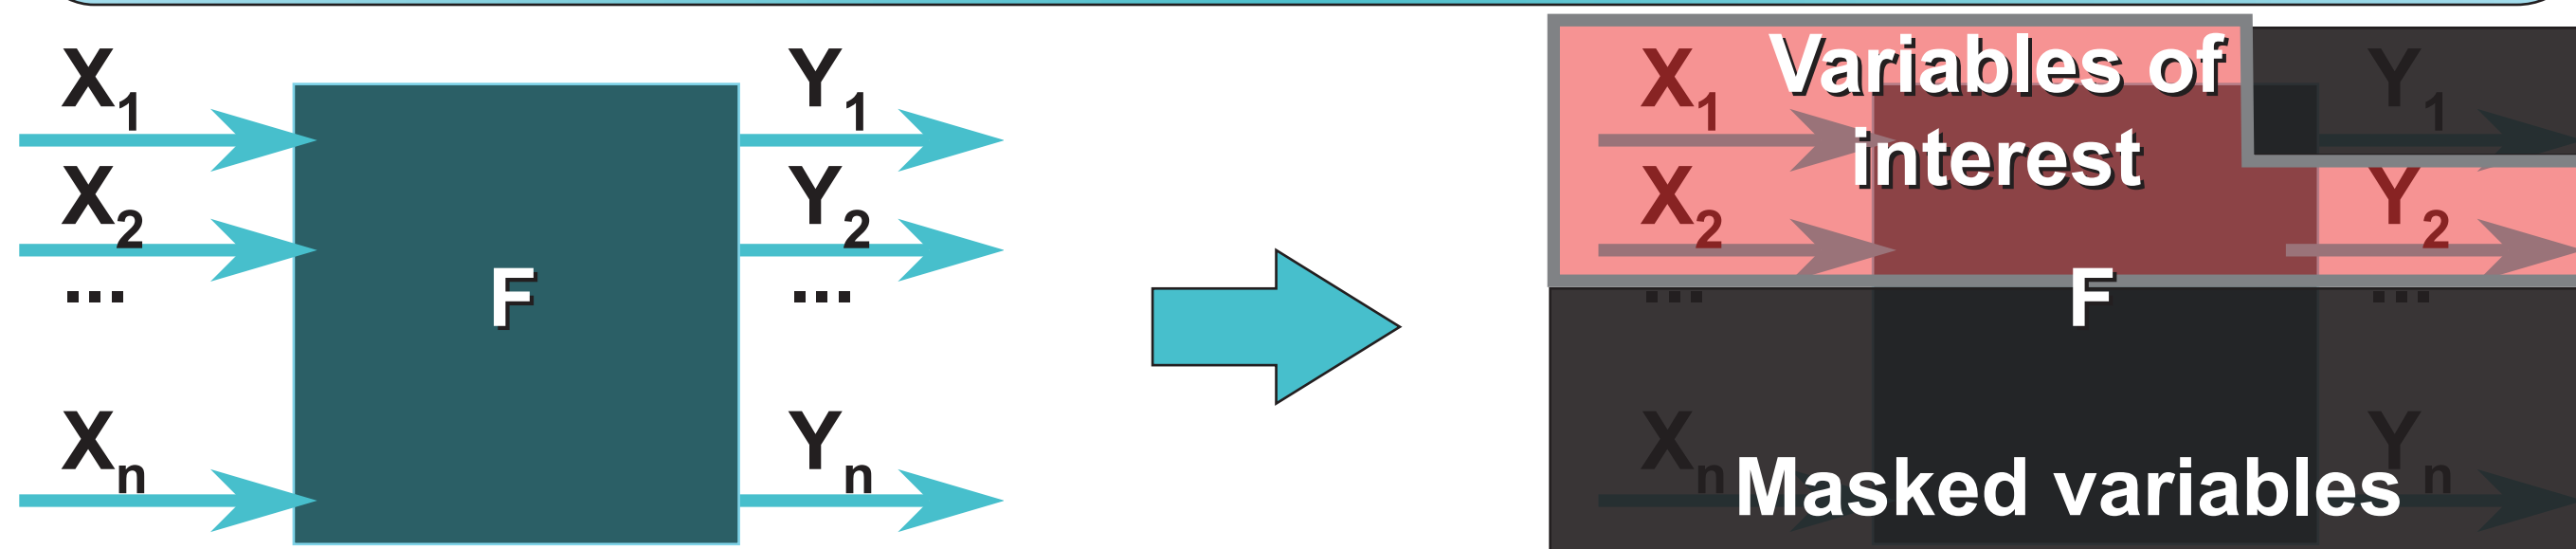 X1
X2
...
Xn
F
Y1
Y2
...
Yn
Variables of
interest
X1
X2
...
Xn
F
Y1
Y2
...
Yn
Masked variables